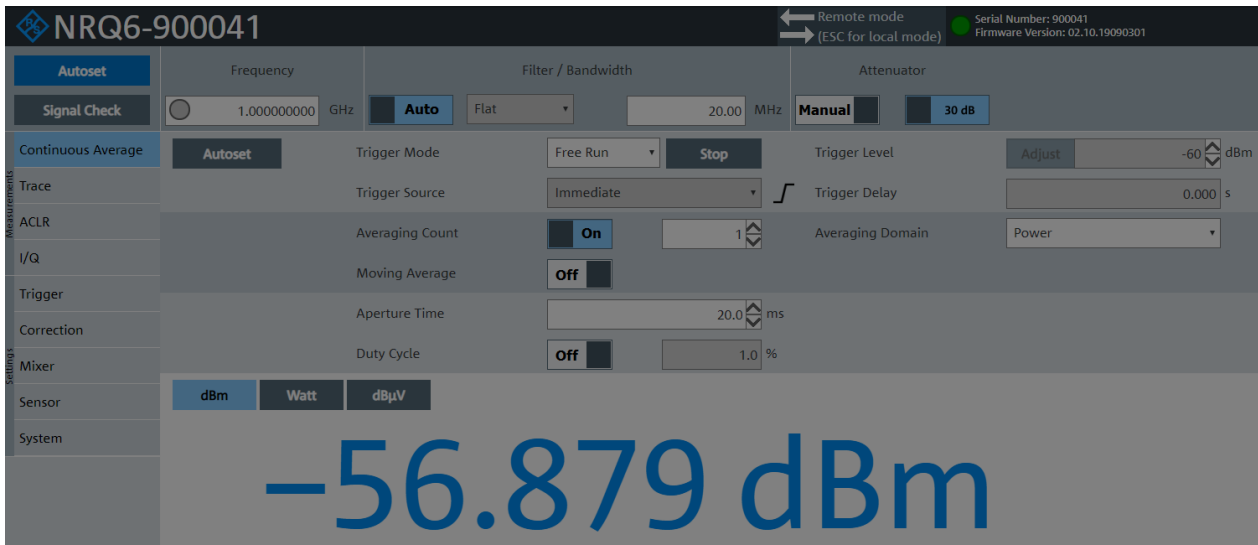 NRQ6-900041
Remote mode
(ESC for local mode)
Serial Number: 900041
Firmware Version: 02.10.19090301
Autoset
Frequency
Filter / Bandwidth
Attenuator
Signal Check
1.000000000 GHz
Auto
Flat
20.00 MHz
Manual
30 dB
Measurements
Continuous Average
Trace
ACLR
I/Q
Settings
Trigger
Correction
Mixer
Sensor
System
Autoset
Trigger Mode
Free Run
Stop
Trigger Level
Adjust
-60 dBm
Trigger Source
Immediate
Trigger Delay
0.000 s
Averaging Count
On
1
Averaging Domain
Power
Moving Average
Off
Aperture Time
20.0 ms
Duty Cycle
Off
1.0 %
dBm
Watt
dBµV
−56.879 dBm